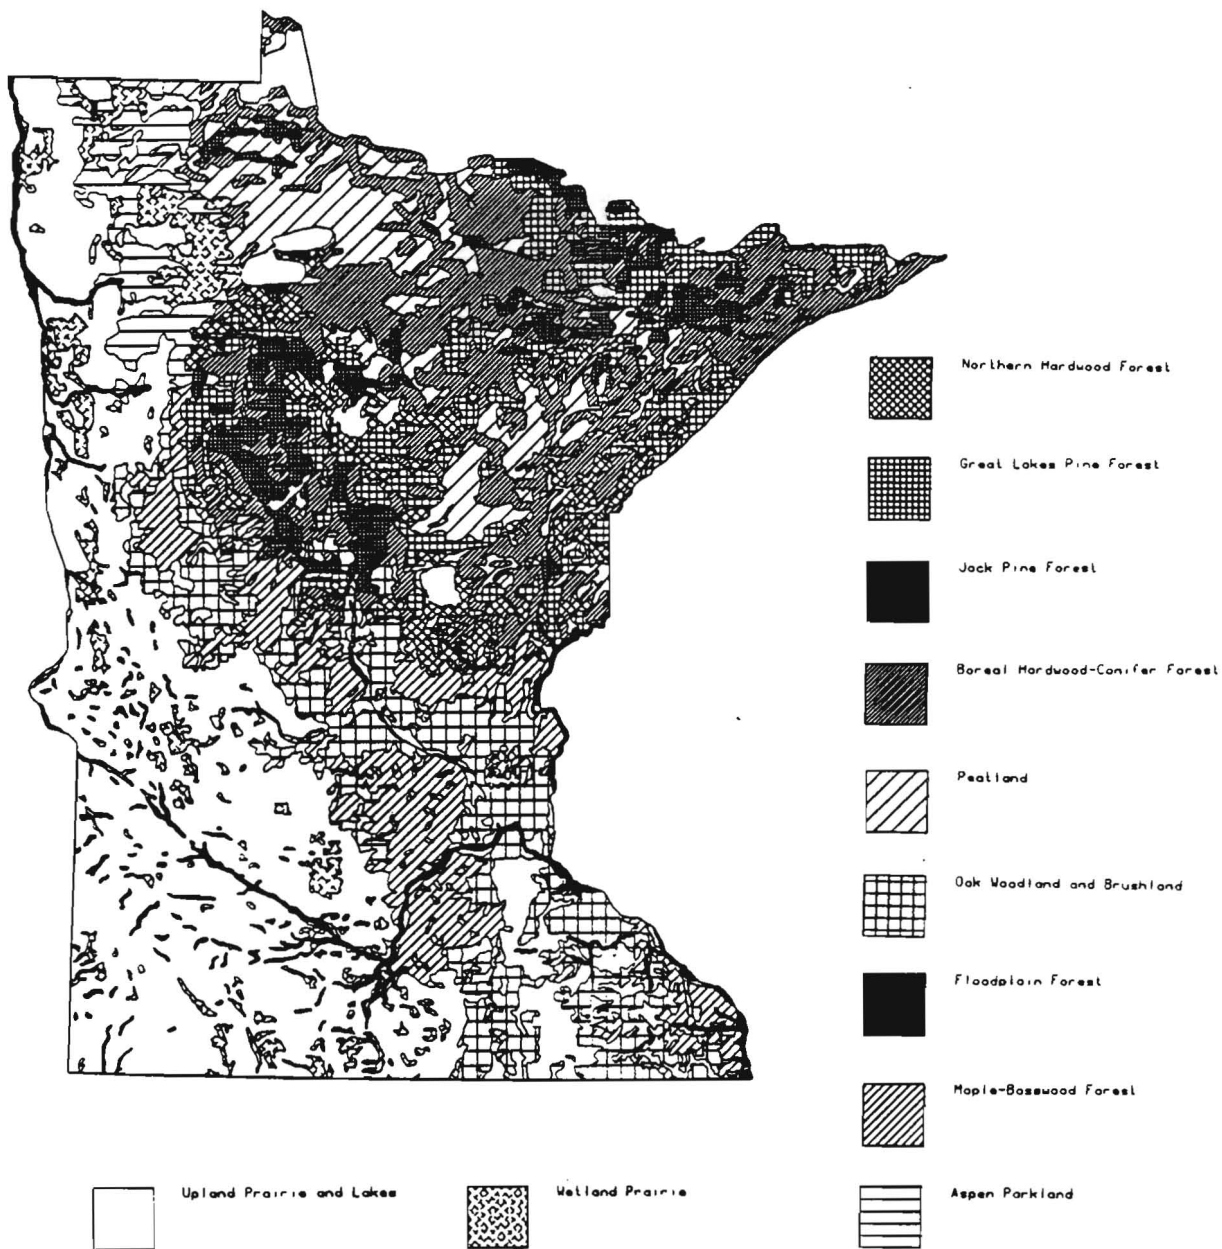 Northern Hardwood Forest
Great Lakes Pine Forest
Jack Pine Forest
Boreal Hardwood-Conifer Forest
Peatland
Oak Woodland and Brushland
Floodplain Forest
Maple-Basswood Forest
Upland Prairie and Lakes
Wetland Prairie
Aspen Parkland